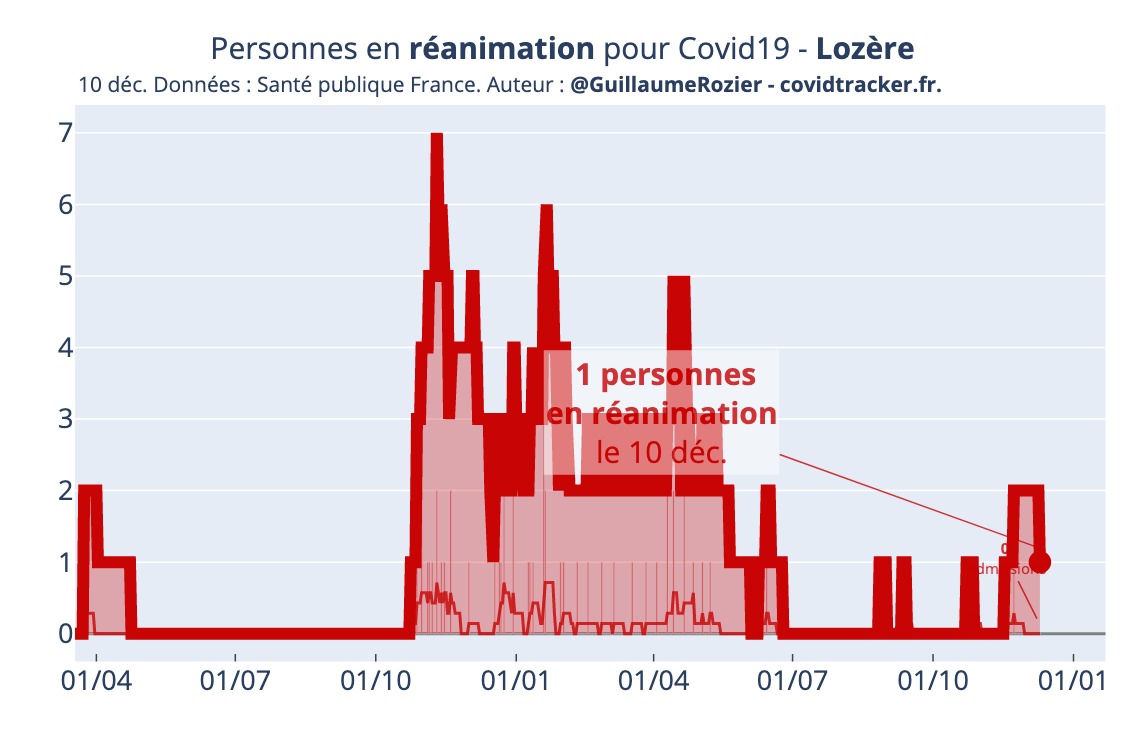 Personnes en réanimation pour Covid19 - Lozère
10 déc. Données : Santé publique France. Auteur : @GuillaumeRozier - covidtracker.fr.
7
6
5
4
3
2
1
0
1 personnes
en réanimation
le 10 déc.
0
01/04 01/07 01/10 01/01 01/04 01/07 01/10 01/01